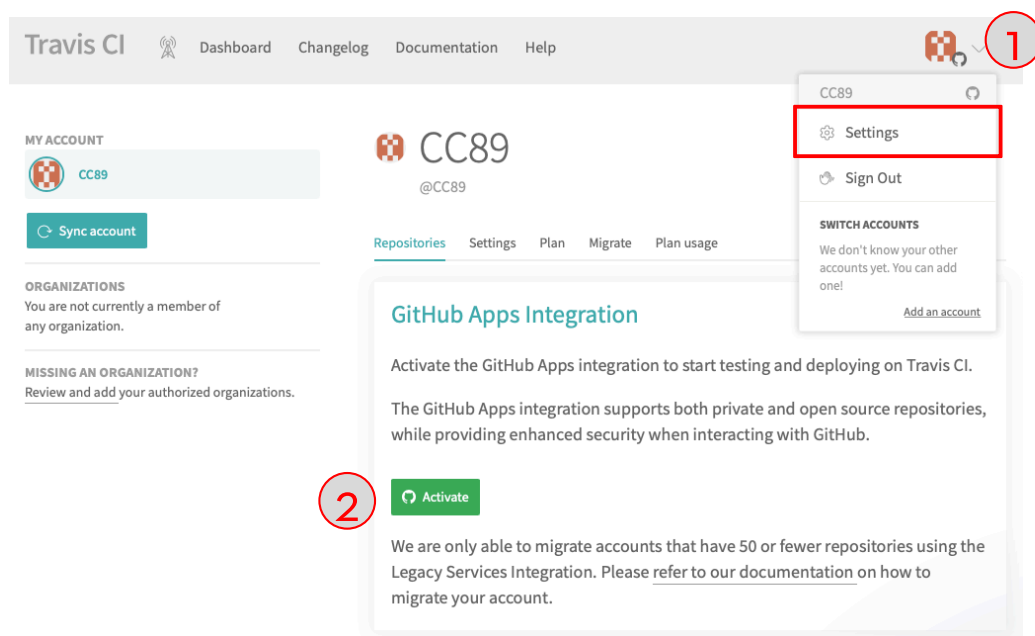 Travis CI
Dashboard
Changelog
Documentation
Help
1
CC89
Settings
Sign Out
SWITCH ACCOUNTS
We don't know your other
accounts yet. You can add
one!
Add an account
MY ACCOUNT
CC89
Sync account
ORGANIZATIONS
You are not currently a member of
any organization.
MISSING AN ORGANIZATION?
Review and add your authorized organizations.
CC89
@CC89
Repositories
Settings
Plan
Migrate
Plan usage
GitHub Apps Integration
Activate the GitHub Apps integration to start testing and deploying on Travis CI.
The GitHub Apps integration supports both private and open source repositories,
while providing enhanced security when interacting with GitHub.
2
Activate
We are only able to migrate accounts that have 50 or fewer repositories using the
Legacy Services Integration. Please refer to our documentation on how to
migrate your account.